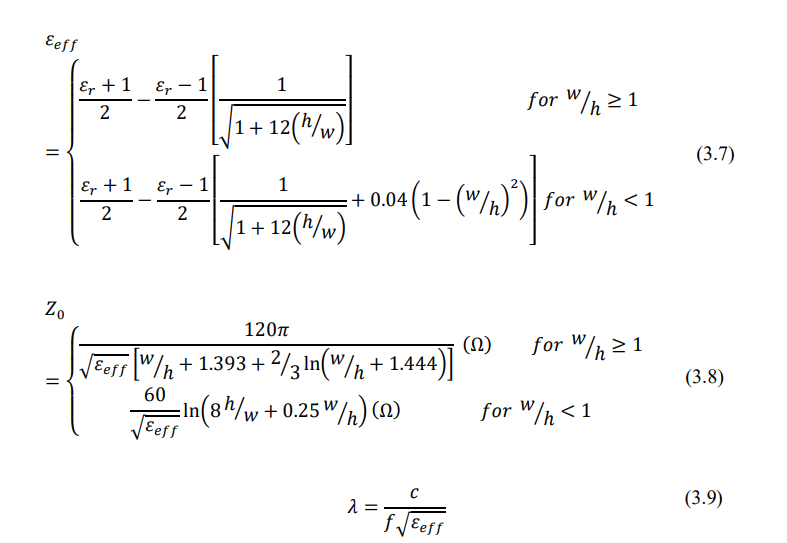 ε_eff
= { (ε_r + 1)/2 − (ε_r − 1)/2 [ 1/√(1 + 12(h/w)) ] for w/h ≥ 1
(ε_r + 1)/2 − (ε_r − 1)/2 [ 1/√(1 + 12(h/w)) + 0.04(1 − (w/h)²) ] for w/h < 1 (3.7)
Z_0
= { 120π / (√ε_eff [w/h + 1.393 + 2/3 ln(w/h + 1.444)]) (Ω) for w/h ≥ 1
60/√ε_eff ln(8 h/w + 0.25 w/h) (Ω) for w/h < 1 (3.8)
λ = c/(f√ε_eff) (3.9)